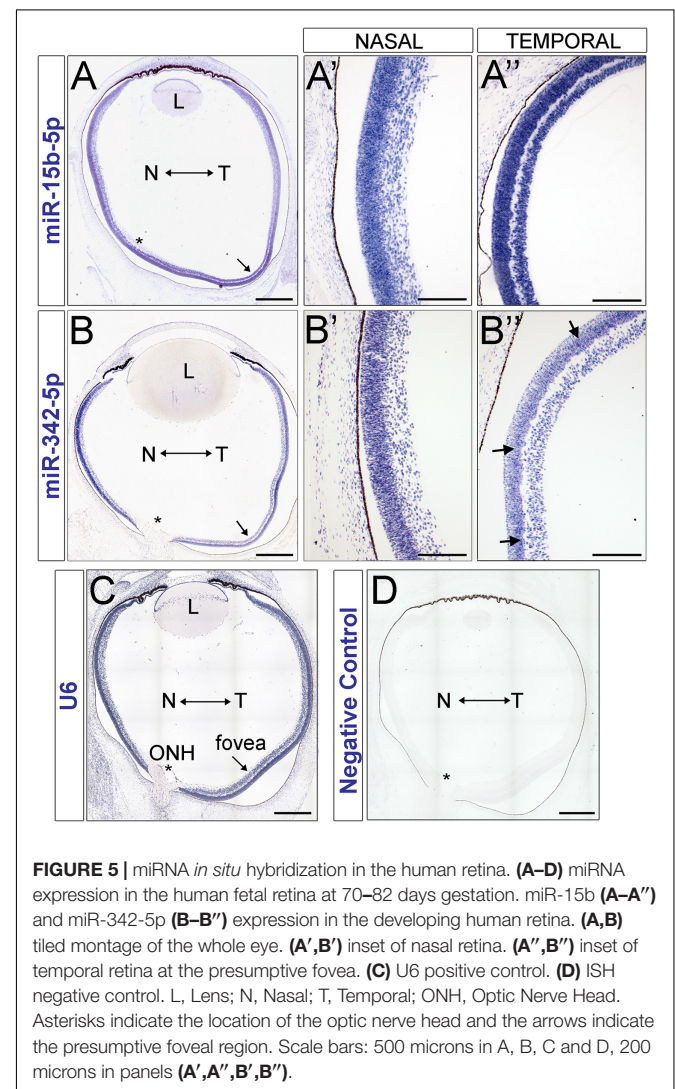 NASAL
TEMPORAL
miR-15b-5p
A
L
N T
*
A'
A''
miR-342-5p
B
L
N T
*
B'
B''
U6
C
L
N T
ONH
*
fovea
Negative Control
D
N T
*
FIGURE 5 | miRNA in situ hybridization in the human retina. (A–D) miRNA
expression in the human fetal retina at 70–82 days gestation. miR-15b (A–A″)
and miR-342-5p (B–B″) expression in the developing human retina. (A,B)
tiled montage of the whole eye. (A′,B′) inset of nasal retina. (A″,B″) inset of
temporal retina at the presumptive fovea. (C) U6 positive control. (D) ISH
negative control. L, Lens; N, Nasal; T, Temporal; ONH, Optic Nerve Head.
Asterisks indicate the location of the optic nerve head and the arrows indicate
the presumptive foveal region. Scale bars: 500 microns in A, B, C and D, 200
microns in panels (A′,A″,B′,B″).